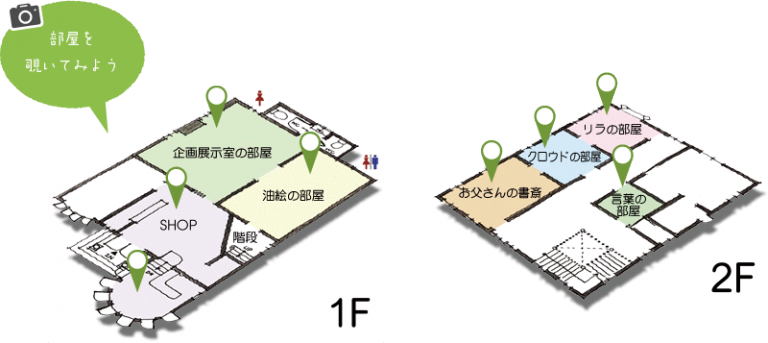 部屋を
覗いてみよう
企画展示室の部屋
油絵の部屋
SHOP
階段
1F
リラの部屋
クロウドの部屋
お父さんの書斎
言葉の
部屋
2F